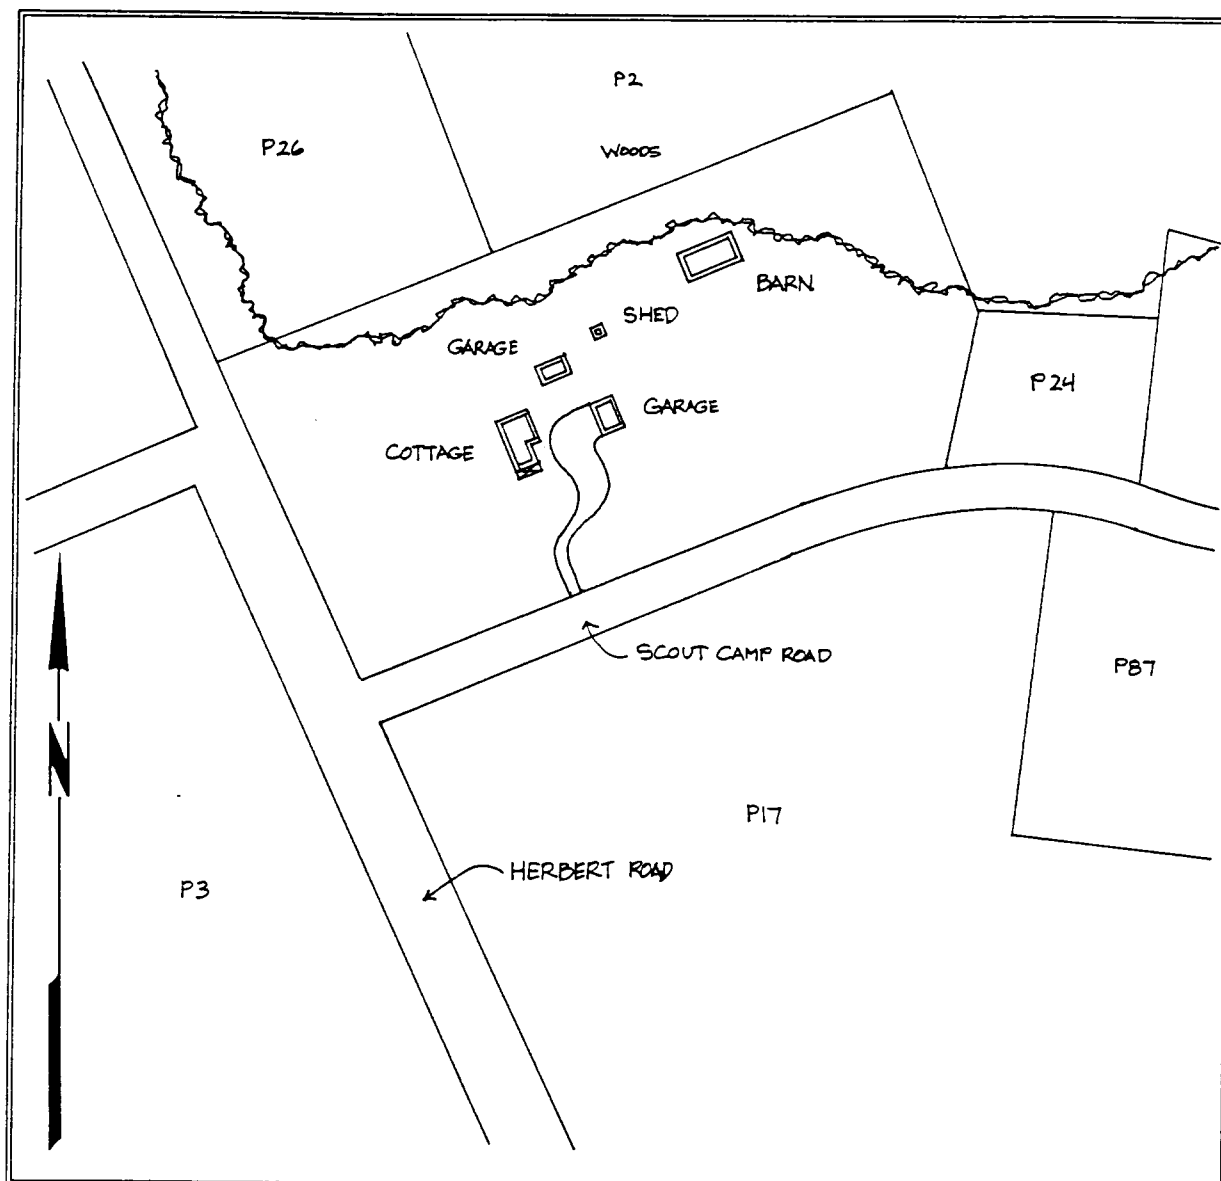 P2
P26
WOODS
BARN
SHED
GARAGE
P24
GARAGE
COTTAGE
SCOUT CAMP ROAD
P87
N
P17
HERBERT ROAD
P3